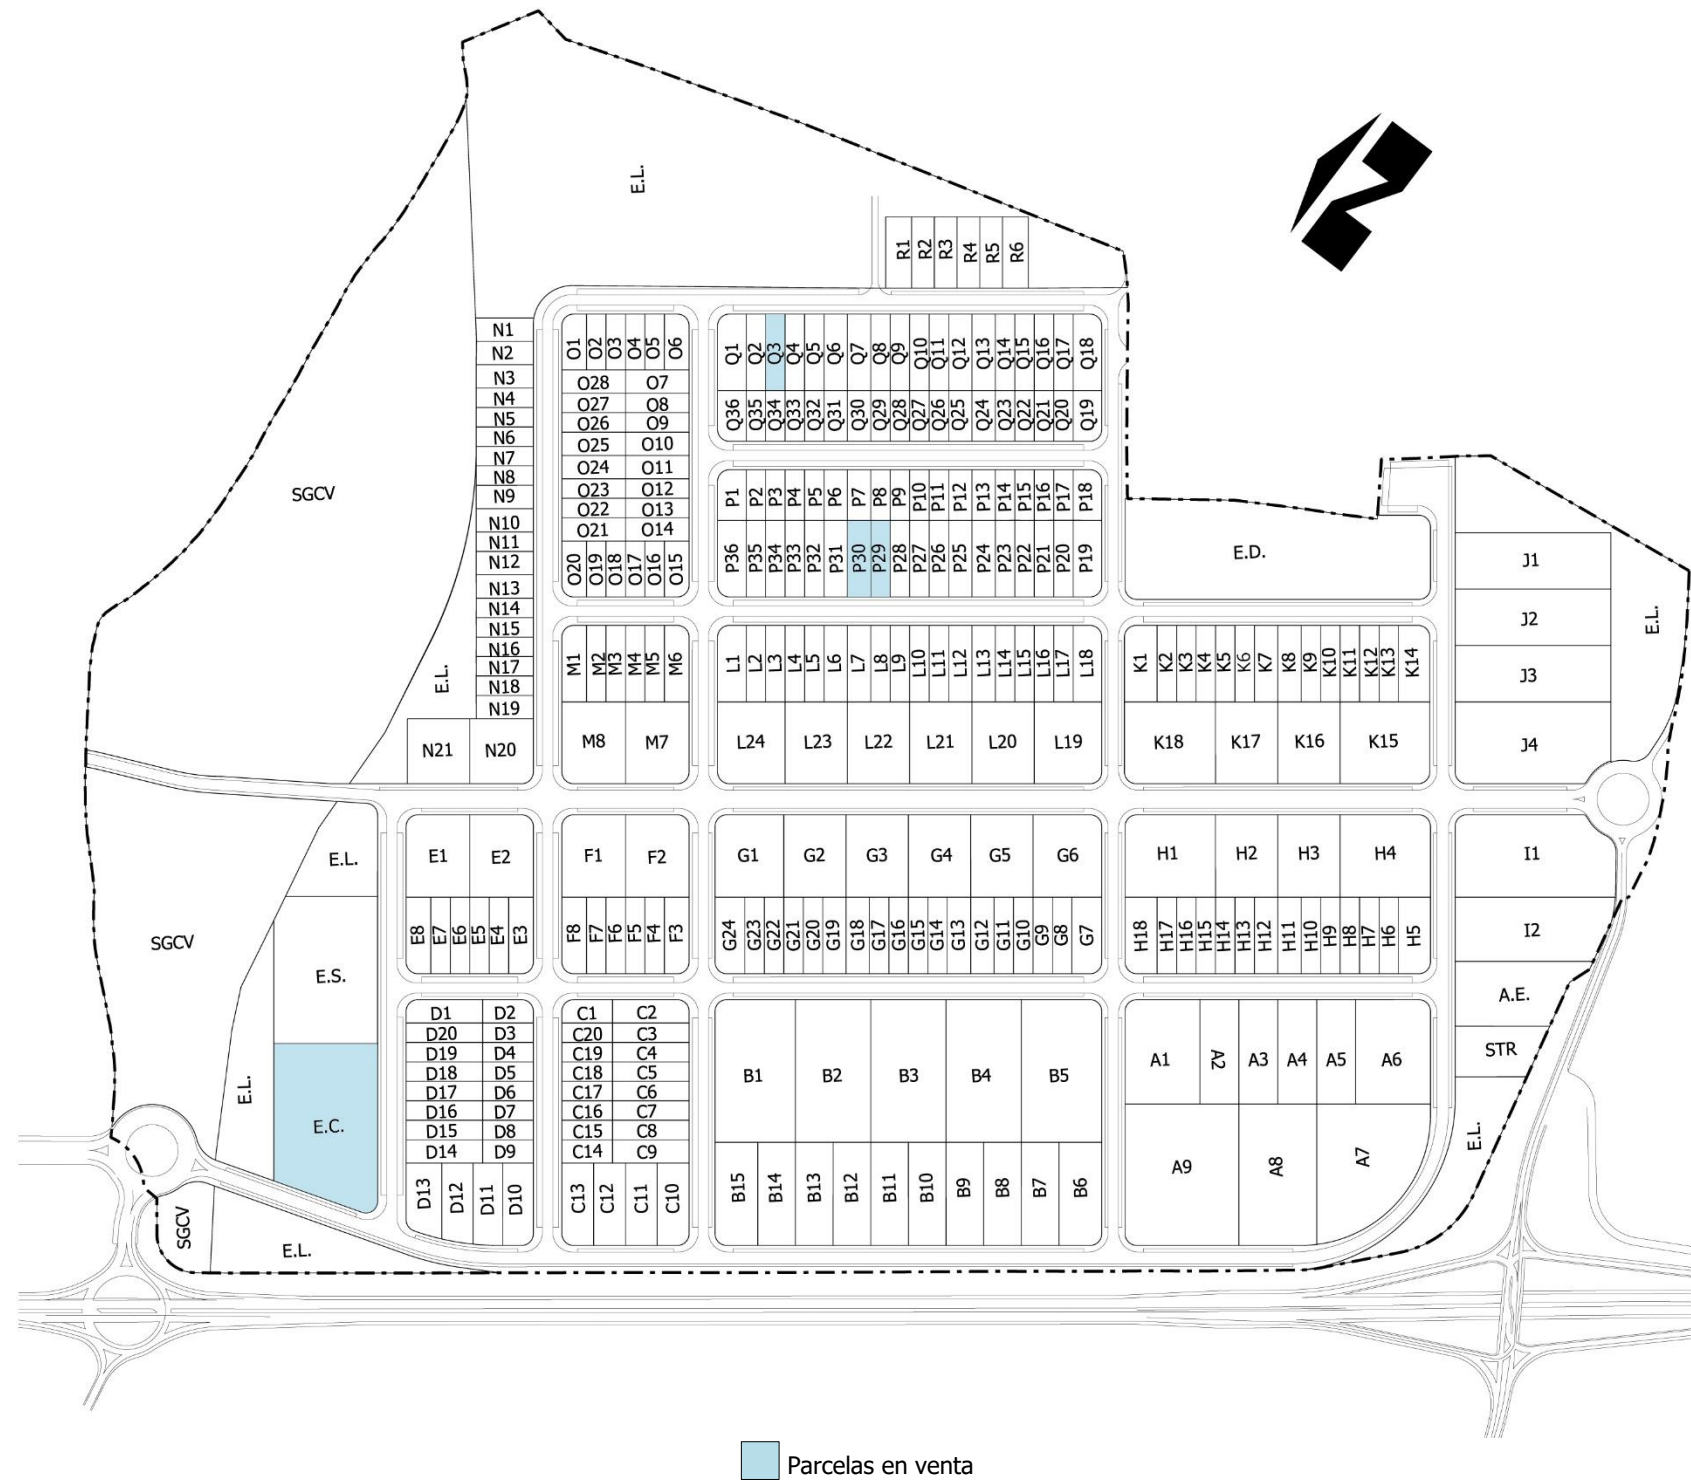 E.L.
R1 R2 R3 R4 R5 R6
N1
N2
N3
N4
N5
N6
N7
N8
N9
N10
N11
N12
N13
N14
N15
N16
N17
N18
N19
N21 N20
O1 O2 O3 O4 O5 O6
O28 O7
O27 O8
O26 O9
O25 O10
O24 O11
O23 O12
O22 O13
O21 O14
O20 O19 O18 O17 O16 O15
Q1 Q2 Q3 Q4 Q5 Q6 Q7 Q8 Q9 Q10 Q11 Q12 Q13 Q14 Q15 Q16 Q17 Q18
Q36 Q35 Q34 Q33 Q32 Q31 Q30 Q29 Q28 Q27 Q26 Q25 Q24 Q23 Q22 Q21 Q20 Q19
P1 P2 P3 P4 P5 P6 P7 P8 P9 P10 P11 P12 P13 P14 P15 P16 P17 P18
P36 P35 P34 P33 P32 P31 P30 P29 P28 P27 P26 P25 P24 P23 P22 P21 P20 P19
SGCV
E.L.
E.D.
J1
J2
J3
J4
E.L.
M1 M2 M3 M4 M5 M6
M8 M7
L1 L2 L3 L4 L5 L6 L7 L8 L9 L10 L11 L12 L13 L14 L15 L16 L17 L18
L24 L23 L22 L21 L20 L19
K1 K2 K3 K4 K5 K6 K7 K8 K9 K10 K11 K12 K13 K14
K18 K17 K16 K15
SGCV
E.L.
E.S.
E.C.
E.L.
SGCV
E.L.
E1 E2
E8 E7 E6 E5 E4 E3
F1 F2
F8 F7 F6 F5 F4 F3
G1 G2 G3 G4 G5 G6
G24 G23 G22 G21 G20 G19 G18 G17 G16 G15 G14 G13 G12 G11 G10 G9 G8 G7
H1 H2 H3 H4
H18 H17 H16 H15 H14 H13 H12 H11 H10 H9 H8 H7 H6 H5
I1
I2
A.E.
STR
E.L.
D1 D2
D20 D3
D19 D4
D18 D5
D17 D6
D16 D7
D15 D8
D14 D9
D13 D12 D11 D10
C1 C2
C20 C3
C19 C4
C18 C5
C17 C6
C16 C7
C15 C8
C14 C9
C13 C12 C11 C10
B1 B2 B3 B4 B5
B15 B14 B13 B12 B11 B10 B9 B8 B7 B6
A1 A2 A3 A4 A5 A6
A9 A8 A7
Parcelas en venta